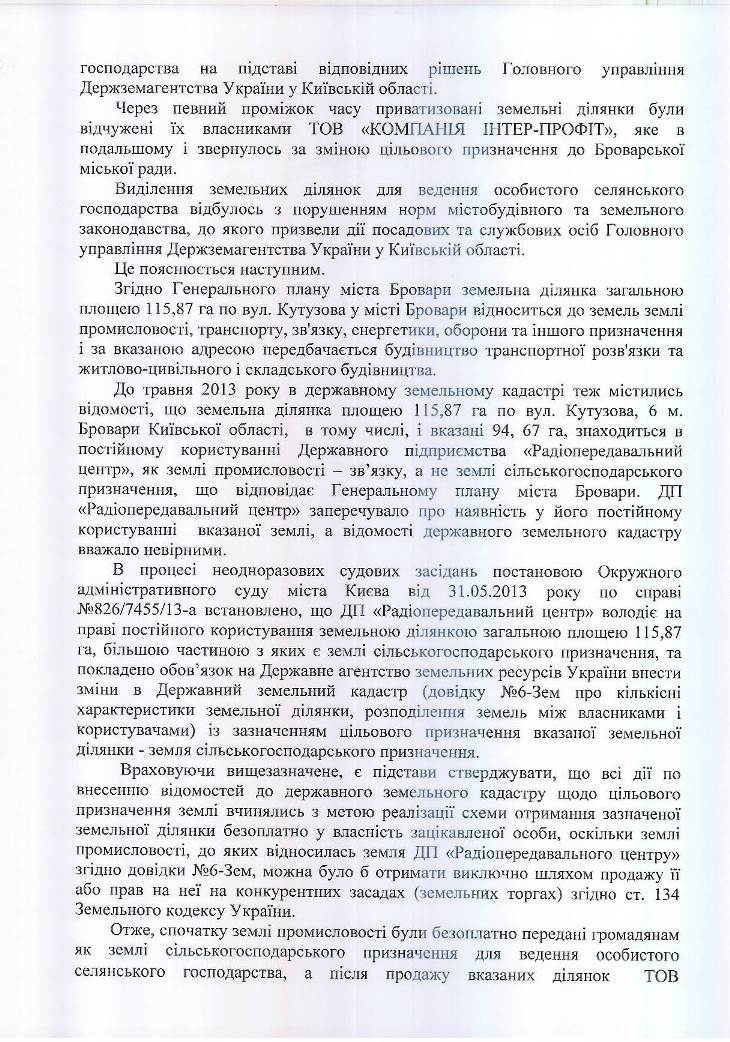 господарства на підставі відповідних рішень Головного управління
Держземагентства України у Київській області.
Через певний проміжок часу приватизовані земельні ділянки були
відчужені їх власниками ТОВ «КОМПАНІЯ ІНТЕР-ПРОФІТ», яке в
подальшому і звернулось за зміною цільового призначення до Броварської
міської ради.
Виділення земельних ділянок для ведення особистого селянського
господарства відбулось з порушенням норм містобудівного та земельного
законодавства, до якого призвели дії посадових та службових осіб Головного
управління Держземагентства України у Київській області.
Це пояснюється наступним.
Згідно Генерального плану міста Бровари земельна ділянка загальною
площею 115,87 га по вул. Кутузова у місті Бровари відноситься до земель землі
промисловості, транспорту, зв'язку, енергетики, оборони та іншого призначення
і за вказаною адресою передбачається будівництво транспортної розв'язки та
житлово-цивільного і складського будівництва.
До травня 2013 року в державному земельному кадастрі теж містились
відомості, що земельна ділянка площею 115,87 га по вул. Кутузова, 6 м.
Бровари Київської області, в тому числі, і вказані 94, 67 га, знаходиться в
постійному користуванні Державного підприємства «Радіопередавальний
центр», як землі промисловості – зв’язку, а не землі сільськогосподарського
призначення, що відповідає Генеральному плану міста Бровари. ДП
«Радіопередавальний центр» заперечувало про наявність у його постійному
користуванні вказаної землі, а відомості державного земельного кадастру
вважало невірними.
В процесі неодноразових судових засідань постановою Окружного
адміністративного суду міста Києва від 31.05.2013 року по справі
№826/7455/13-а встановлено, що ДП «Радіопередавальний центр» володіє на
праві постійного користування земельною ділянкою загальною площею 115,87
га, більшою частиною з яких є землі сільськогосподарського призначення, та
покладено обов’язок на Державне агентство земельних ресурсів України внести
зміни в Державний земельний кадастр (довідку №6-Зем про кількісні
характеристики земельної ділянки, розподілення земель між власниками і
користувачами) із зазначенням цільового призначення вказаної земельної
ділянки - земля сільськогосподарського призначення.
Враховуючи вищезазначене, є підстави стверджувати, що всі дії по
внесенню відомостей до державного земельного кадастру щодо цільового
призначення землі вчинялись з метою реалізації схеми отримання зазначеної
земельної ділянки безоплатно у власність зацікавленої особи, оскільки землі
промисловості, до яких відносилась земля ДП «Радіопередавального центру»
згідно довідки №6-Зем, можна було б отримати виключно шляхом продажу її
або прав на неї на конкурентних засадах (земельних торгах) згідно ст. 134
Земельного кодексу України.
Отже, спочатку землі промисловості були безоплатно передані громадянам
як землі сільськогосподарського призначення для ведення особистого
селянського господарства, а після продажу вказаних ділянок ТОВ